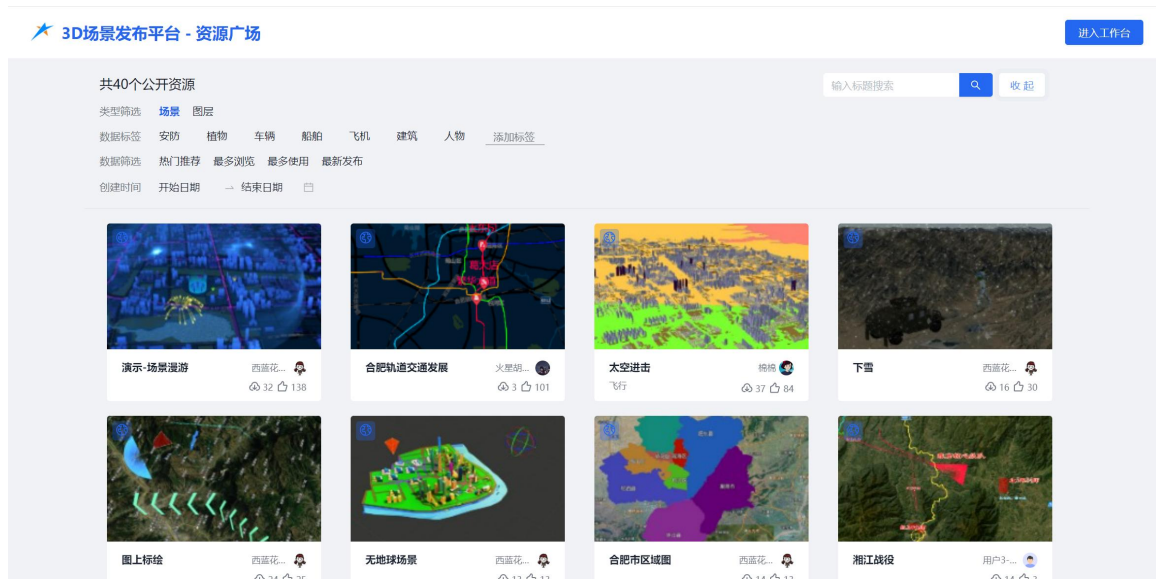 3D场景发布平台 - 资源广场
进入工作台
共40个公开资源
输入标题搜索
收起
类型筛选 场景 图层
数据标签 安防 植物 车辆 船舶 飞机 建筑 人物 添加标签
数据筛选 热门推荐 最多浏览 最多使用 最新发布
创建时间 开始日期 → 结束日期
演示-场景漫游 西蓝花...
32 138
合肥轨道交通发展 火星胡...
3 101
太空进击 棉棉
飞行 37 84
下雪 西蓝花...
16 30
图上标绘 西蓝花...
无地球场景 西蓝花...
合肥市区域图 西蓝花...
湘江战役 用户3-...